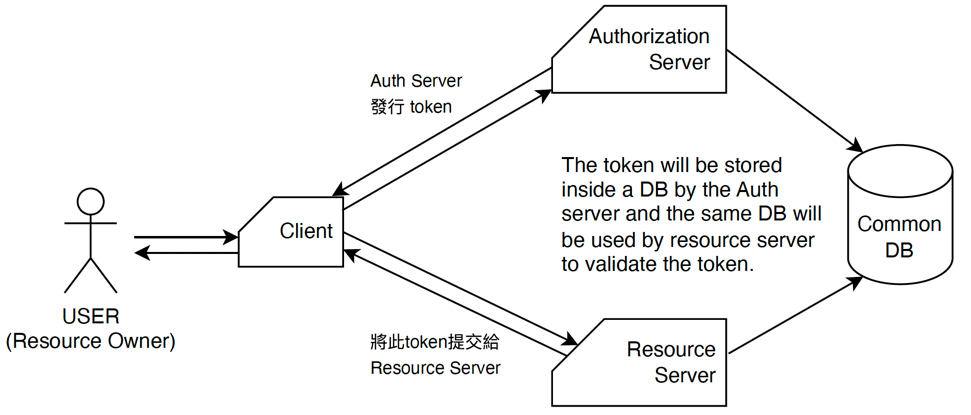 Authorization
Server
Auth Server
發行 token
The token will be stored
inside a DB by the Auth
server and the same DB will
be used by resource server
to validate the token.
Common
DB
Client
USER
(Resource Owner)
將此token提交給
Resource Server
Resource
Server